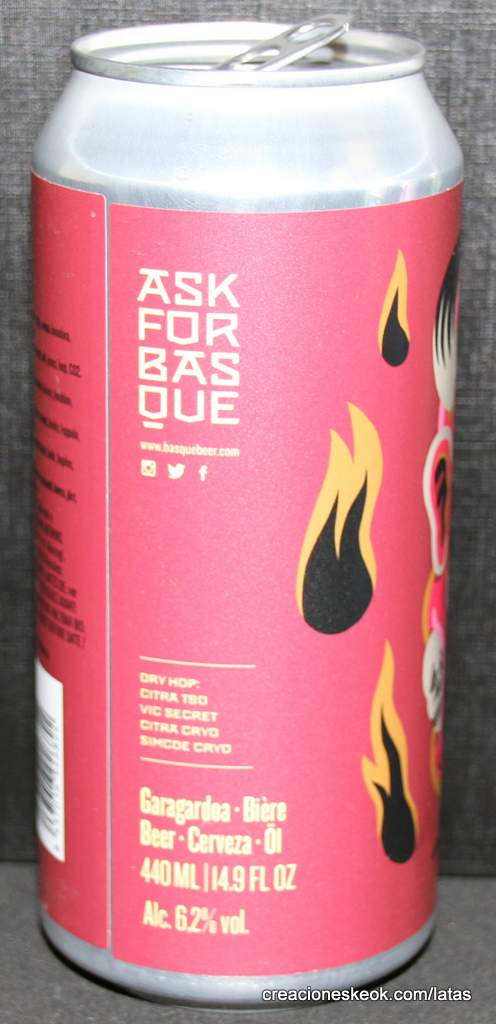 ASK
FOR
BAS
QUE
www.basquebeer.com
DRY HOP:
CITRA T90
VIC SECRET
CITRA CRYO
SIMCOE CRYO
Garagardoa · Bière
Beer · Cerveza · Öl
440 ML | 14.9 FL OZ
Alc. 6,2% vol.
creacioneskeok.com/latas